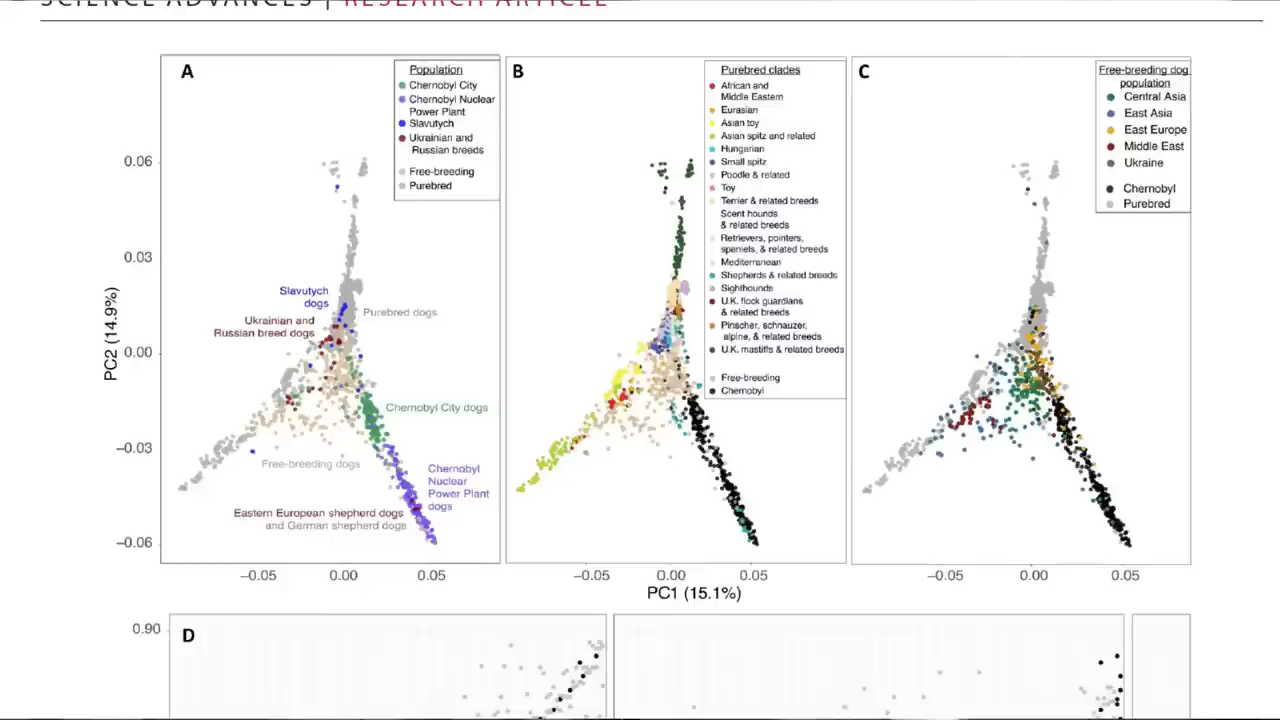 SCIENCE ADVANCES | RESEARCH ARTICLE
A
Population
Chernobyl City
Chernobyl Nuclear
Power Plant
Slavutych
Ukrainian and
Russian breeds
Free-breeding
Purebred
0.06
0.03
0.00
−0.03
−0.06
PC2 (14.9%)
Slavutych
dogs
Ukrainian and
Russian breed dogs
Purebred dogs
Chernobyl City dogs
Free-breeding dogs
Chernobyl
Nuclear
Power Plant
dogs
Eastern European shepherd dogs
and German shepherd dogs
−0.05
0.00
0.05
B
Purebred clades
African and
Middle Eastern
Eurasian
Asian toy
Asian spitz and related
Hungarian
Small spitz
Poodle & related
Toy
Terrier & related breeds
Scent hounds
& related breeds
Retrievers, pointers,
spaniels, & related breeds
Mediterranean
Shepherds & related breeds
Sighthounds
U.K. flock guardians
& related breeds
Pinscher, schnauzer,
alpine, & related breeds
U.K. mastiffs & related breeds
Free-breeding
Chernobyl
−0.05
0.00
0.05
PC1 (15.1%)
C
Free-breeding dog
population
Central Asia
East Asia
East Europe
Middle East
Ukraine
Chernobyl
Purebred
−0.05
0.00
0.05
0.90
D